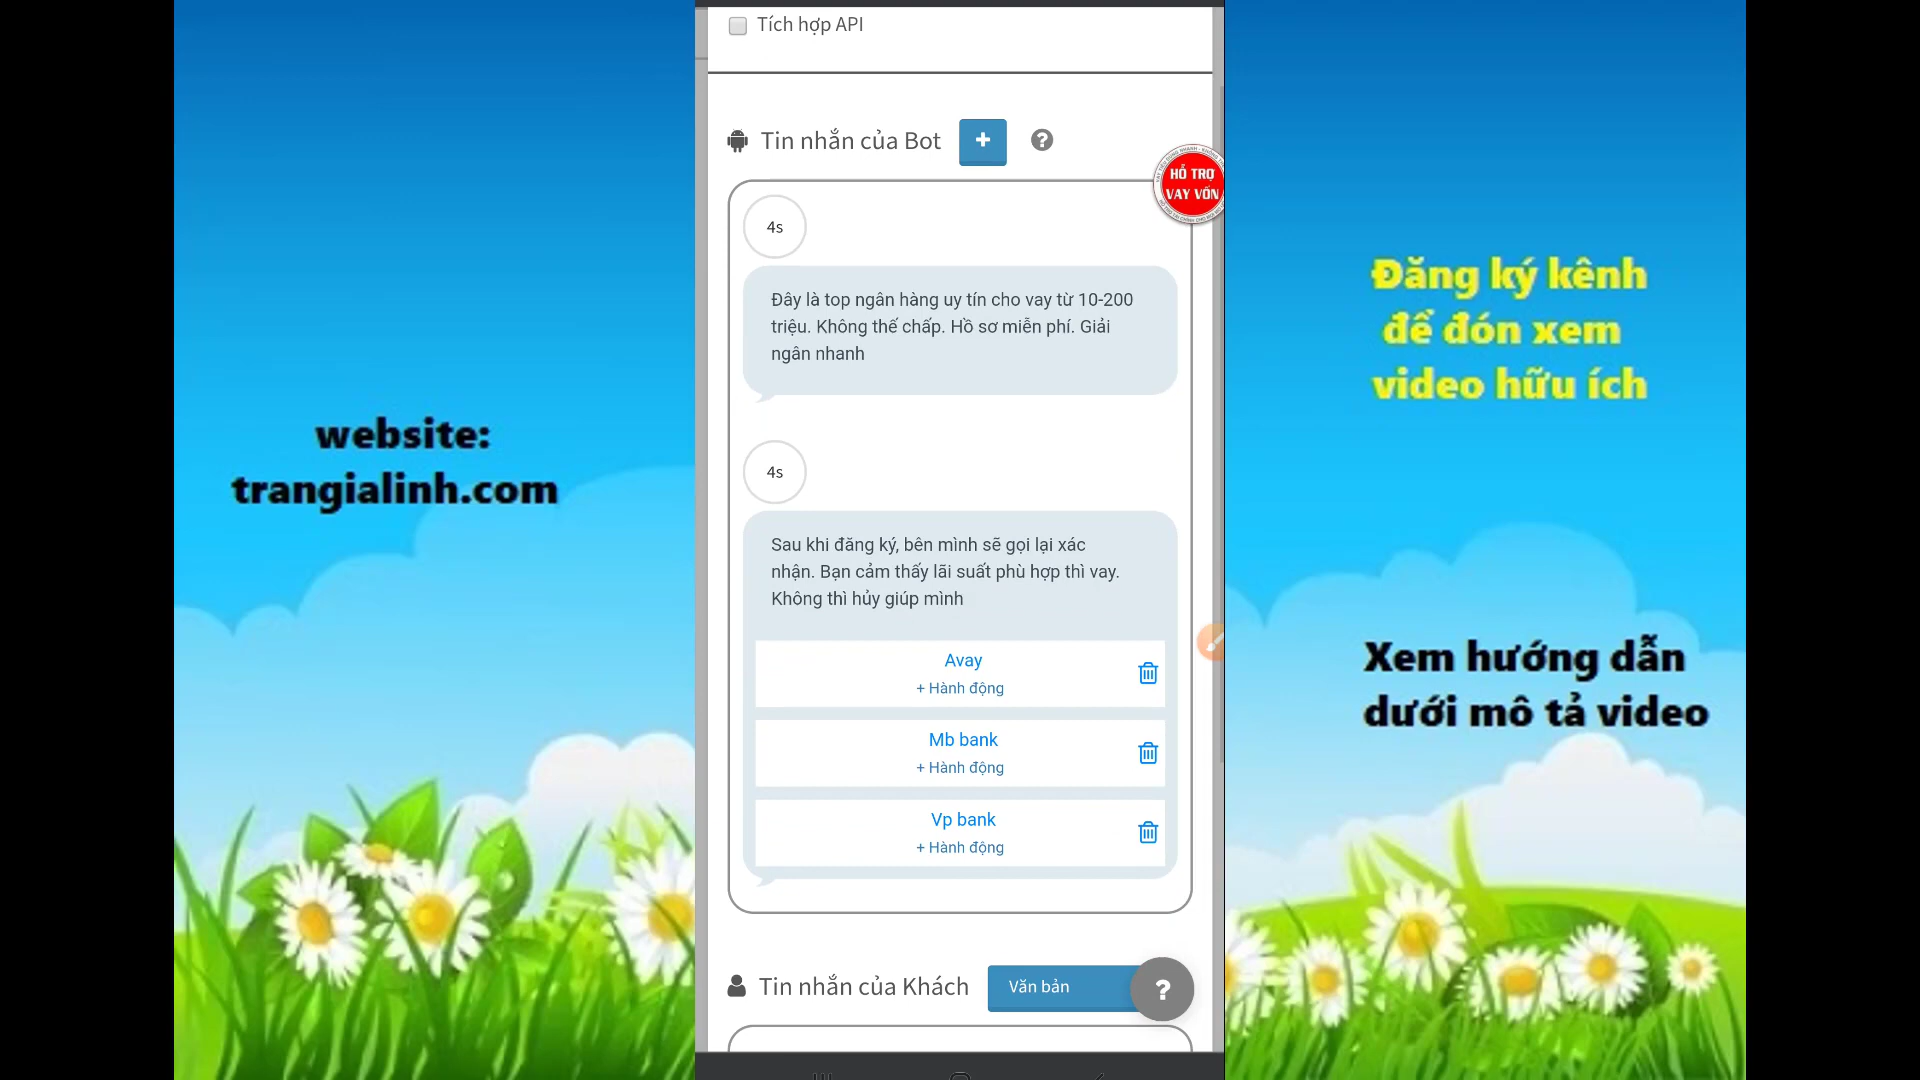 Tích hợp API
Tin nhắn của Bot
+
?
HỖ TRỢ
VAY VỐN
4s
Đây là top ngân hàng uy tín cho vay từ 10-200
triệu. Không thế chấp. Hồ sơ miễn phí. Giải
ngân nhanh
4s
Sau khi đăng ký, bên mình sẽ gọi lại xác
nhận. Bạn cảm thấy lãi suất phù hợp thì vay.
Không thì hủy giúp mình
Avay
+ Hành động
Mb bank
+ Hành động
Vp bank
+ Hành động
Tin nhắn của Khách
Văn bản
?
website:
trangialinh.com
Đăng ký kênh
để đón xem
video hữu ích
Xem hướng dẫn
dưới mô tả video